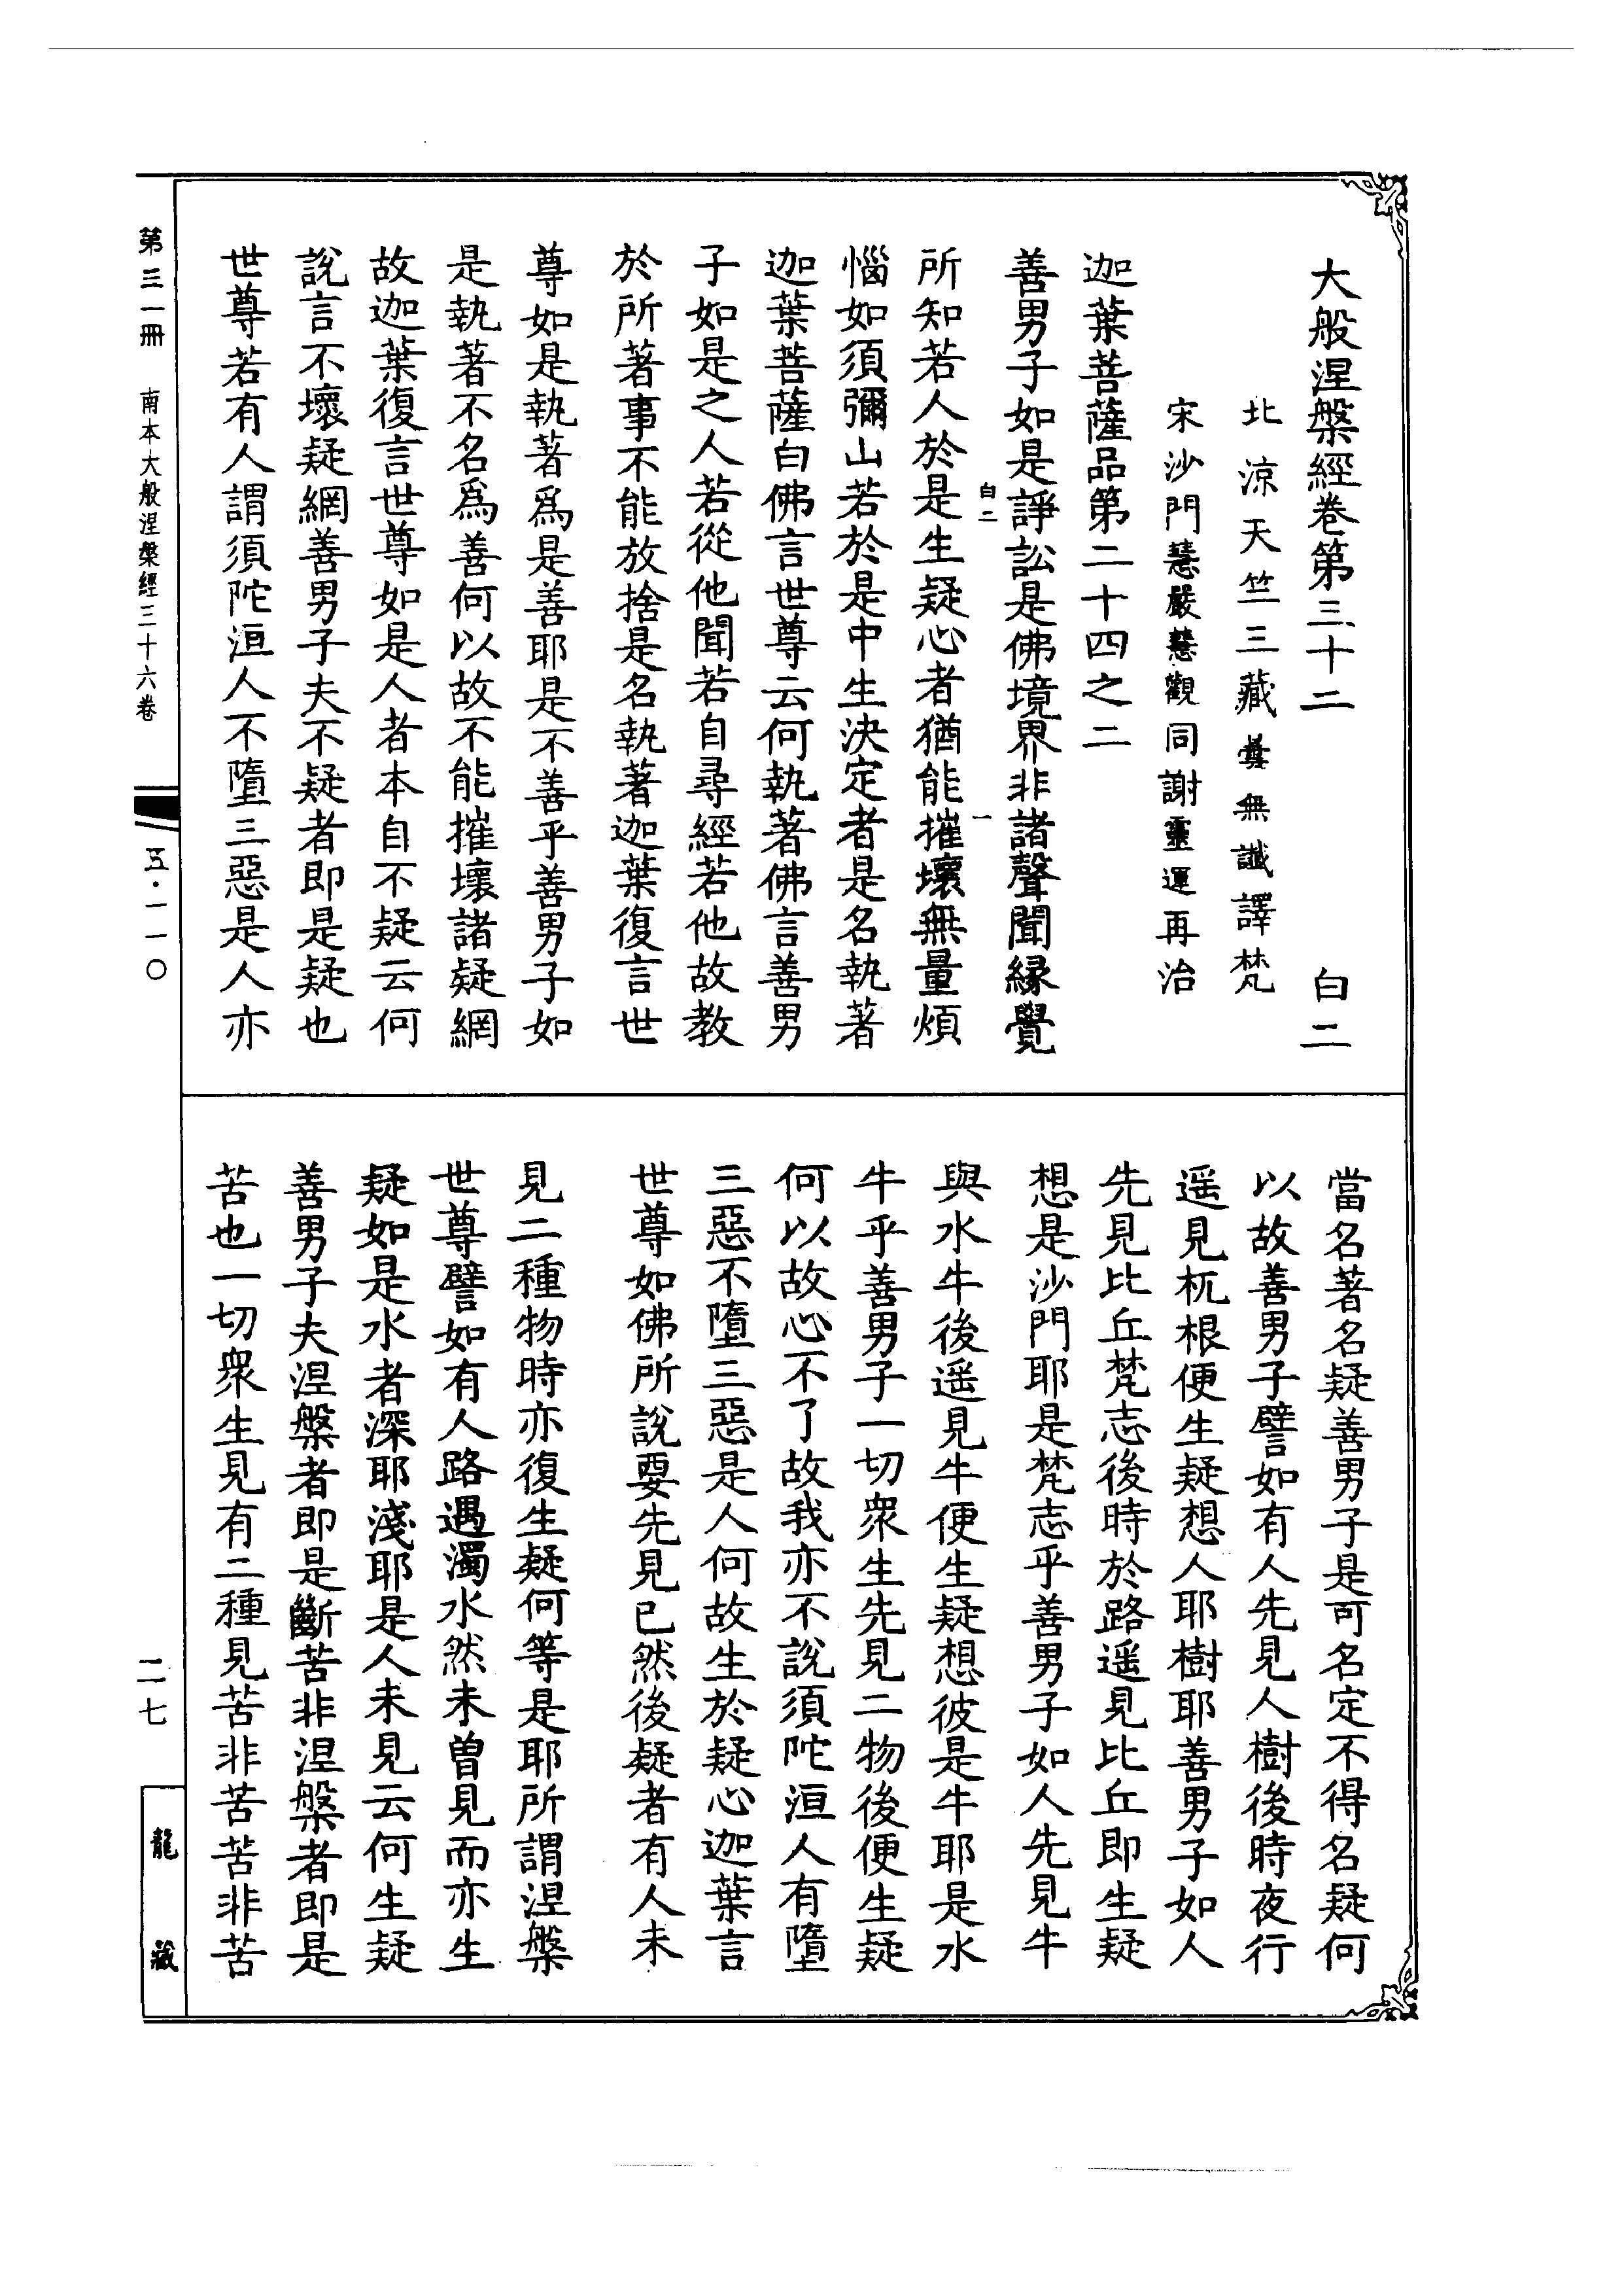 大般涅槃經卷第三十二　白二
北涼天竺三藏曇無讖譯梵
宋沙門慧嚴慧觀同謝靈運再治
迦葉菩薩品第二十四之二
善男子如是諍訟是佛境界非諸聲聞緣覺
白二　一
所知若人於是生疑心者猶能摧壞無量煩
惱如須彌山若於是中生決定者是名執著
迦葉菩薩白佛言世尊云何執著佛言善男
子如是之人若從他聞若自尋經若他故教
於所著事不能放捨是名執著迦葉復言世
尊如是執著爲是善耶是不善乎善男子如
是執著不名爲善何以故不能摧壞諸疑網
故迦葉復言世尊如是人者本自不疑云何
說言不壞疑網善男子夫不疑者即是疑也
世尊若有人謂須陀洹人不墮三惡是人亦
當名著名疑善男子是可名定不得名疑何
以故善男子譬如有人先見人樹後時夜行
遥見杌根便生疑想人耶樹耶善男子如人
先見比丘梵志後時於路遥見比丘即生疑
想是沙門耶是梵志乎善男子如人先見牛
與水牛後遥見牛便生疑想彼是牛耶是水
牛乎善男子一切衆生先見二物後便生疑
何以故心不了故我亦不說須陀洹人有墮
三惡不墮三惡是人何故生於疑心迦葉言
世尊如佛所說要先見已然後疑者有人未
見二種物時亦復生疑何等是耶所謂涅槃
世尊譬如有人路遇濁水然未曾見而亦生
疑如是水者深耶淺耶是人未見云何生疑
善男子夫涅槃者即是斷苦非涅槃者即是
苦也一切衆生見有二種見苦非苦苦非苦
第三一冊　南本大般涅槃經三十六卷
五·一一〇
二七
龍藏